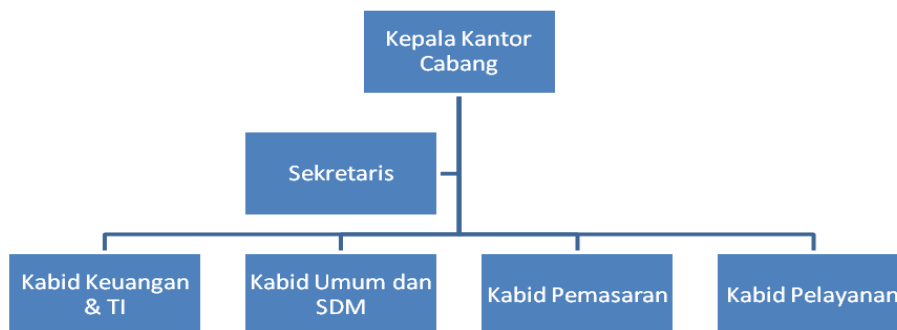 Kepala Kantor
Cabang
Sekretaris
Kabid Keuangan
& TI
Kabid Umum dan
SDM
Kabid Pemasaran
Kabid Pelayanan